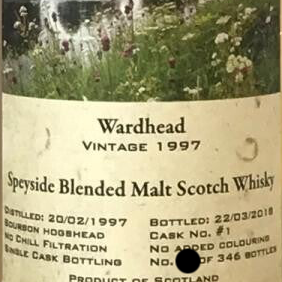 Wardhead
VINTAGE 1997
Speyside Blended Malt Scotch Whisky
DISTILLED: 20/02/1997 BOTTLED: 22/03/2018
BOURBON HOGSHEAD CASK NO. #1
NO CHILL FILTRATION NO ADDED COLOURING
SINGLE CASK BOTTLING NO. OF 346 BOTTLES
PRODUCT OF SCOTLAND